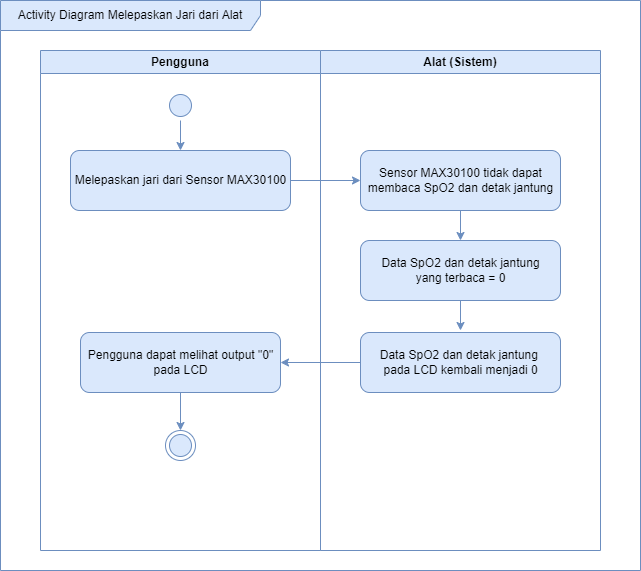 Activity Diagram Melepaskan Jari dari Alat
Pengguna
Alat (Sistem)
Melepaskan jari dari Sensor MAX30100
Sensor MAX30100 tidak dapat
membaca SpO2 dan detak jantung
Data SpO2 dan detak jantung
yang terbaca = 0
Data SpO2 dan detak jantung
pada LCD kembali menjadi 0
Pengguna dapat melihat output "0"
pada LCD